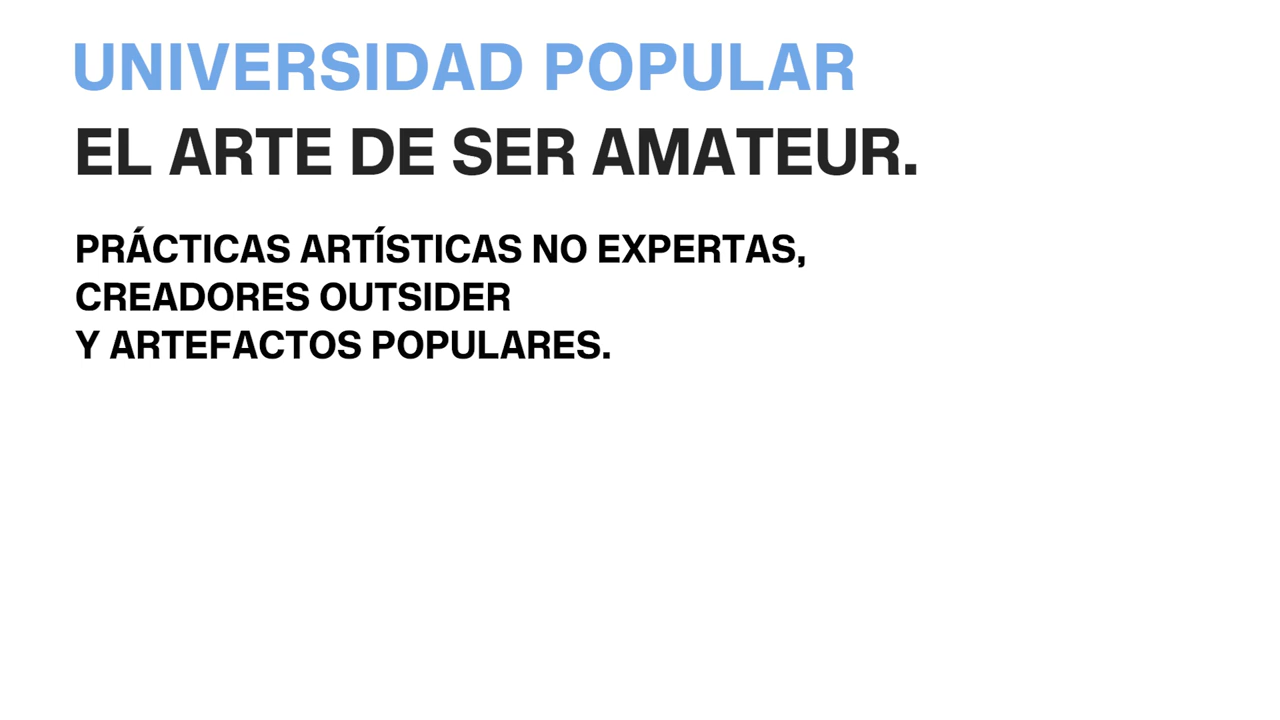 UNIVERSIDAD POPULAR
EL ARTE DE SER AMATEUR.
PRÁCTICAS ARTÍSTICAS NO EXPERTAS,
CREADORES OUTSIDER
Y ARTEFACTOS POPULARES.